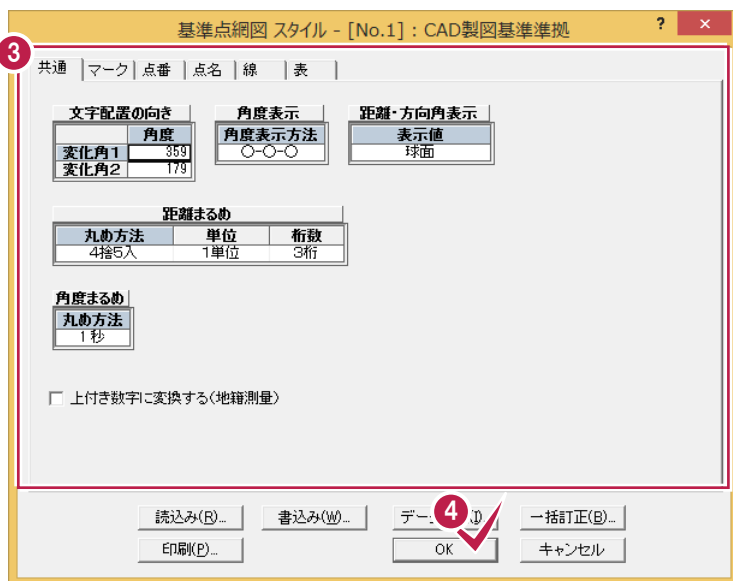 基準点網図 スタイル - [No.1] : CAD製図基準準拠 ? ×
3
共通 マーク 点番 点名 線 表
文字配置の向き 角度表示 距離・方向角表示
角度 角度表示方法 表示値
変化角1 359 ○-○-○ 球面
変化角2 179
距離まるめ
丸め方法 単位 桁数
4捨5入 1単位 3桁
角度まるめ
丸め方法
1秒
上付き数字に変換する(地籍測量)
読込み(R)... 書込み(W)... 一括訂正(B)...
4
印刷(P)... OK キャンセル